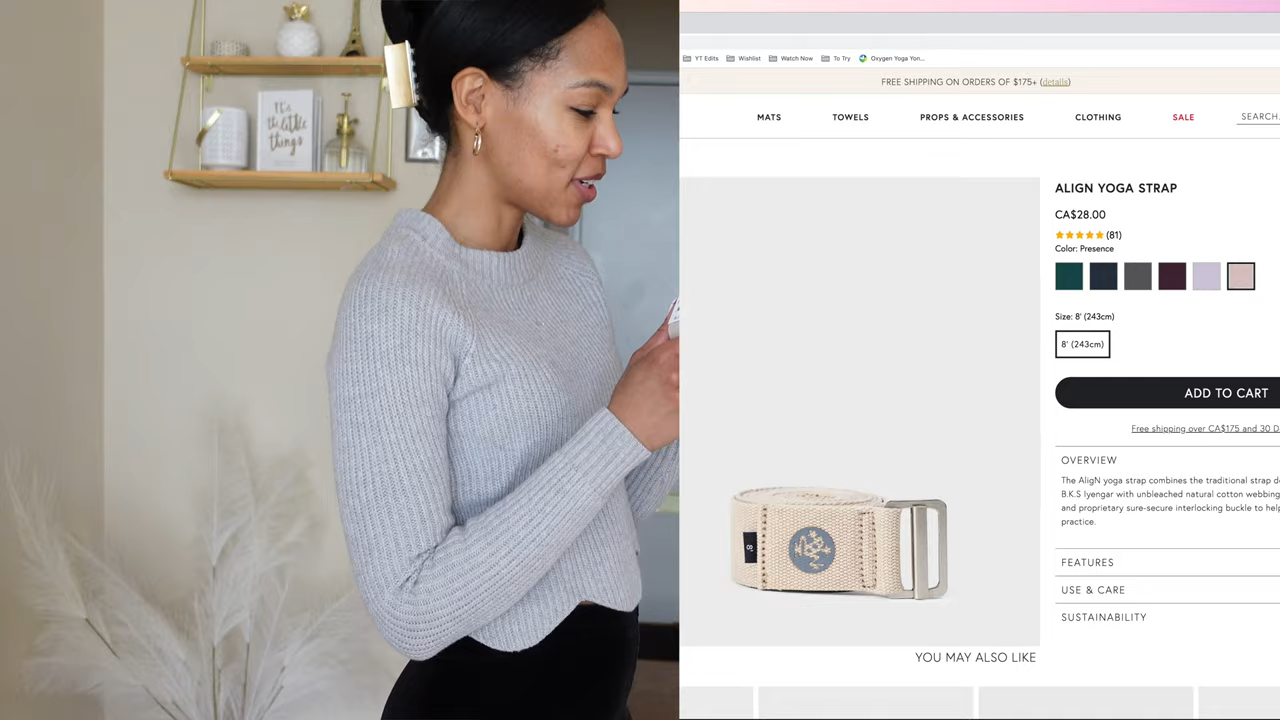 It's
the little
things
YT Edits
Wishlist
Watch Now
To Try
Oxygen Yoga Yon...
FREE SHIPPING ON ORDERS OF $175+ (details)
MATS
TOWELS
PROPS & ACCESSORIES
CLOTHING
SALE
SEARCH
ALIGN YOGA STRAP
CA$28.00
(81)
Color: Presence
Size: 8' (243cm)
8' (243cm)
ADD TO CART
Free shipping over CA$175 and 30 D
OVERVIEW
The AligN yoga strap combines the traditional strap d
B.K.S Iyengar with unbleached natural cotton webbing
and proprietary sure-secure interlocking buckle to help
practice.
FEATURES
USE & CARE
SUSTAINABILITY
8'
YOU MAY ALSO LIKE